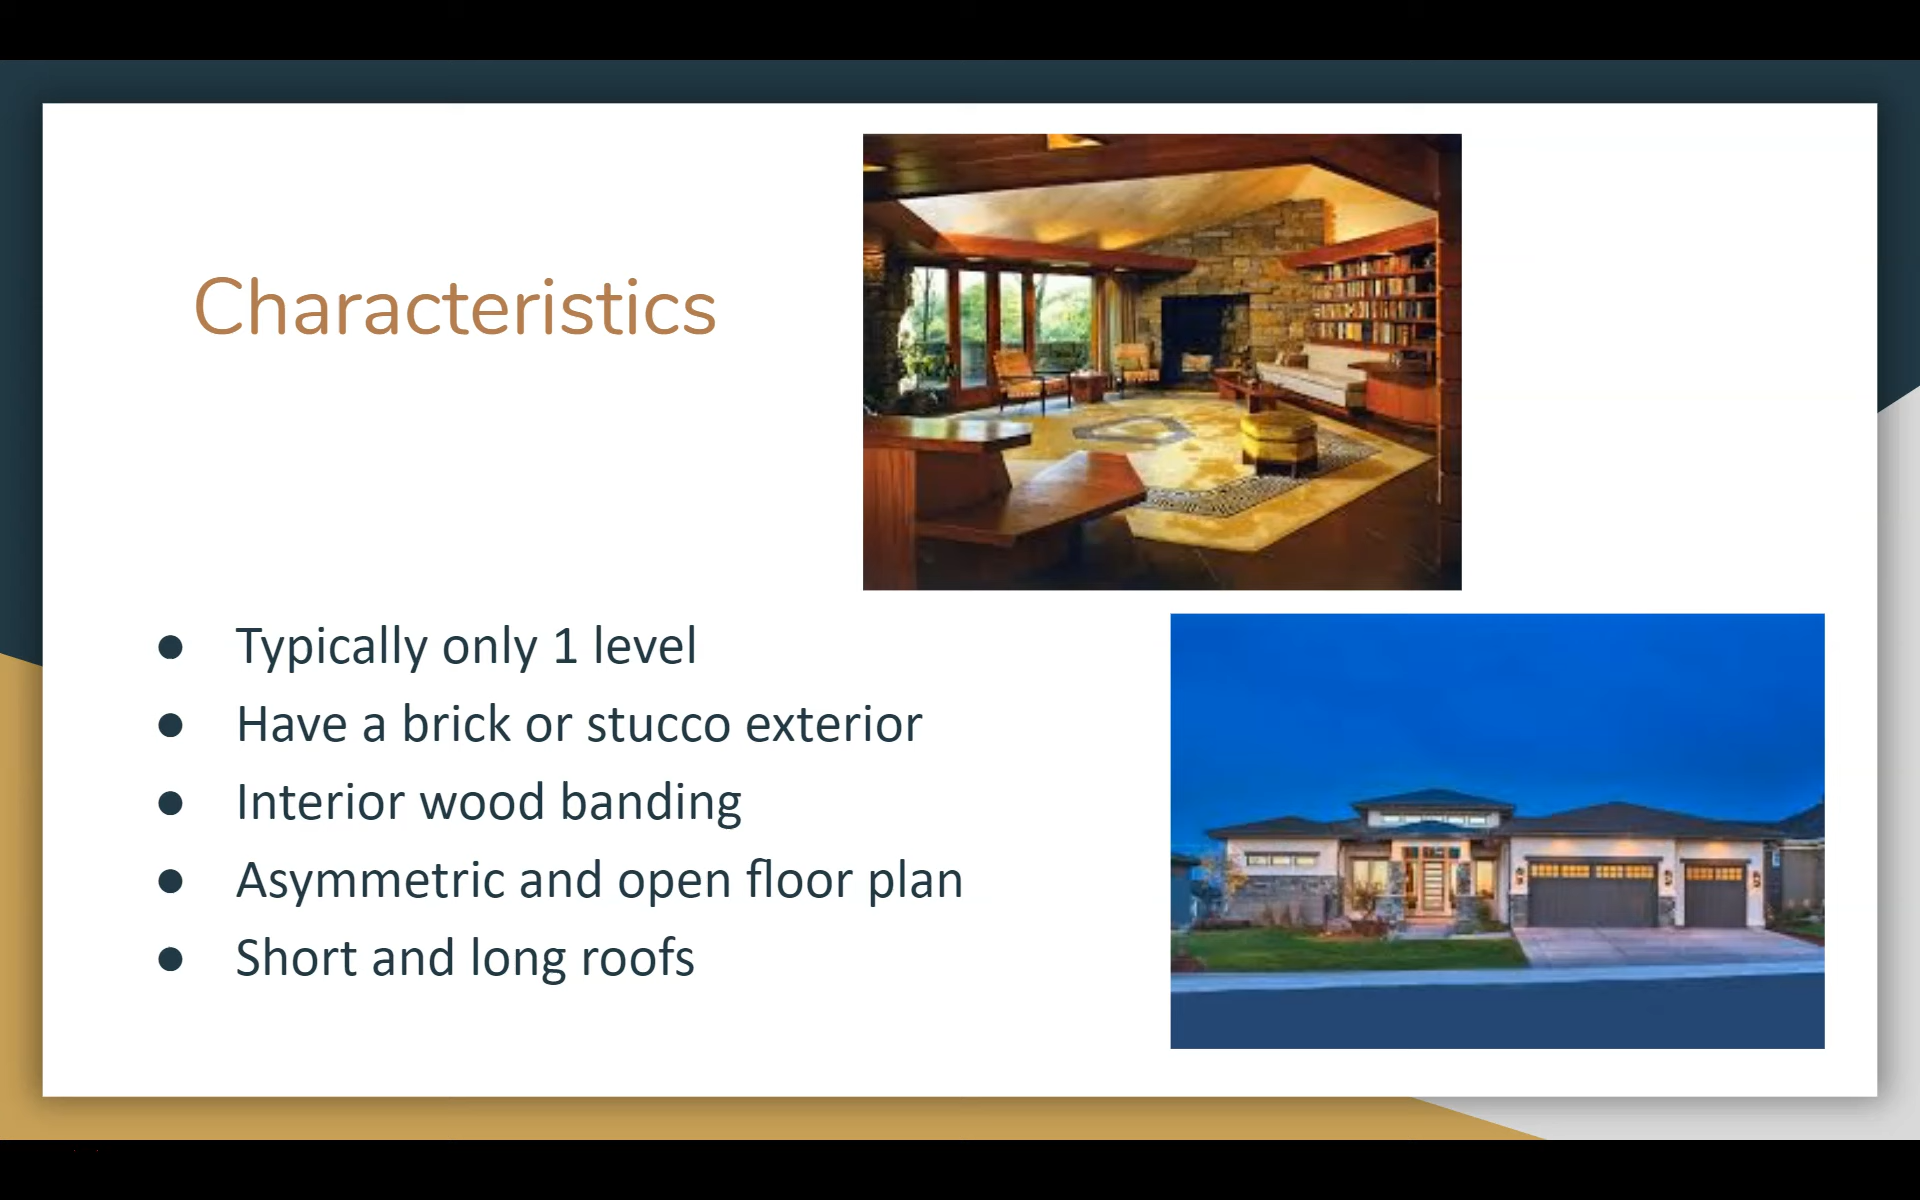 Characteristics
● Typically only 1 level
● Have a brick or stucco exterior
● Interior wood banding
● Asymmetric and open floor plan
● Short and long roofs